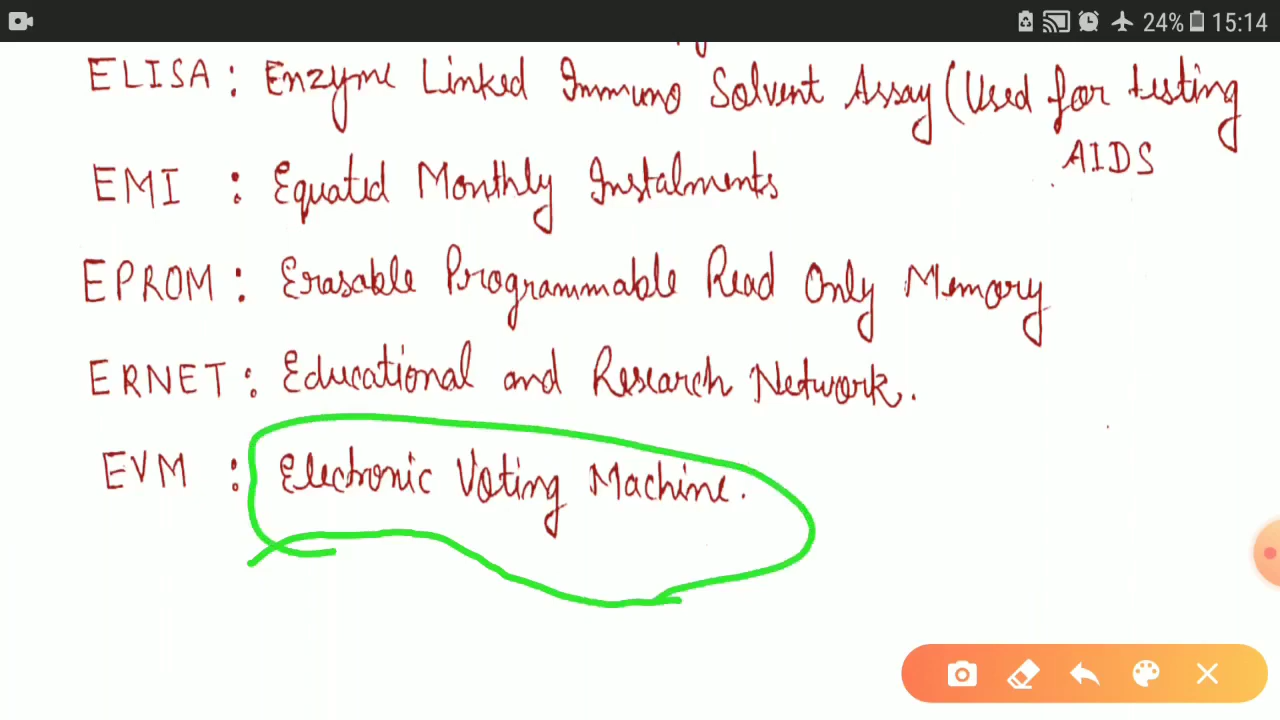 24% 15:14
ELISA : Enzyme Linked Immuno Solvent Assay (Used for testing
AIDS
EMI : Equated Monthly Instalments
EPROM : Erasable Programmable Read Only Memory
ERNET : Educational and Research Network.
EVM : Electronic Voting Machine.